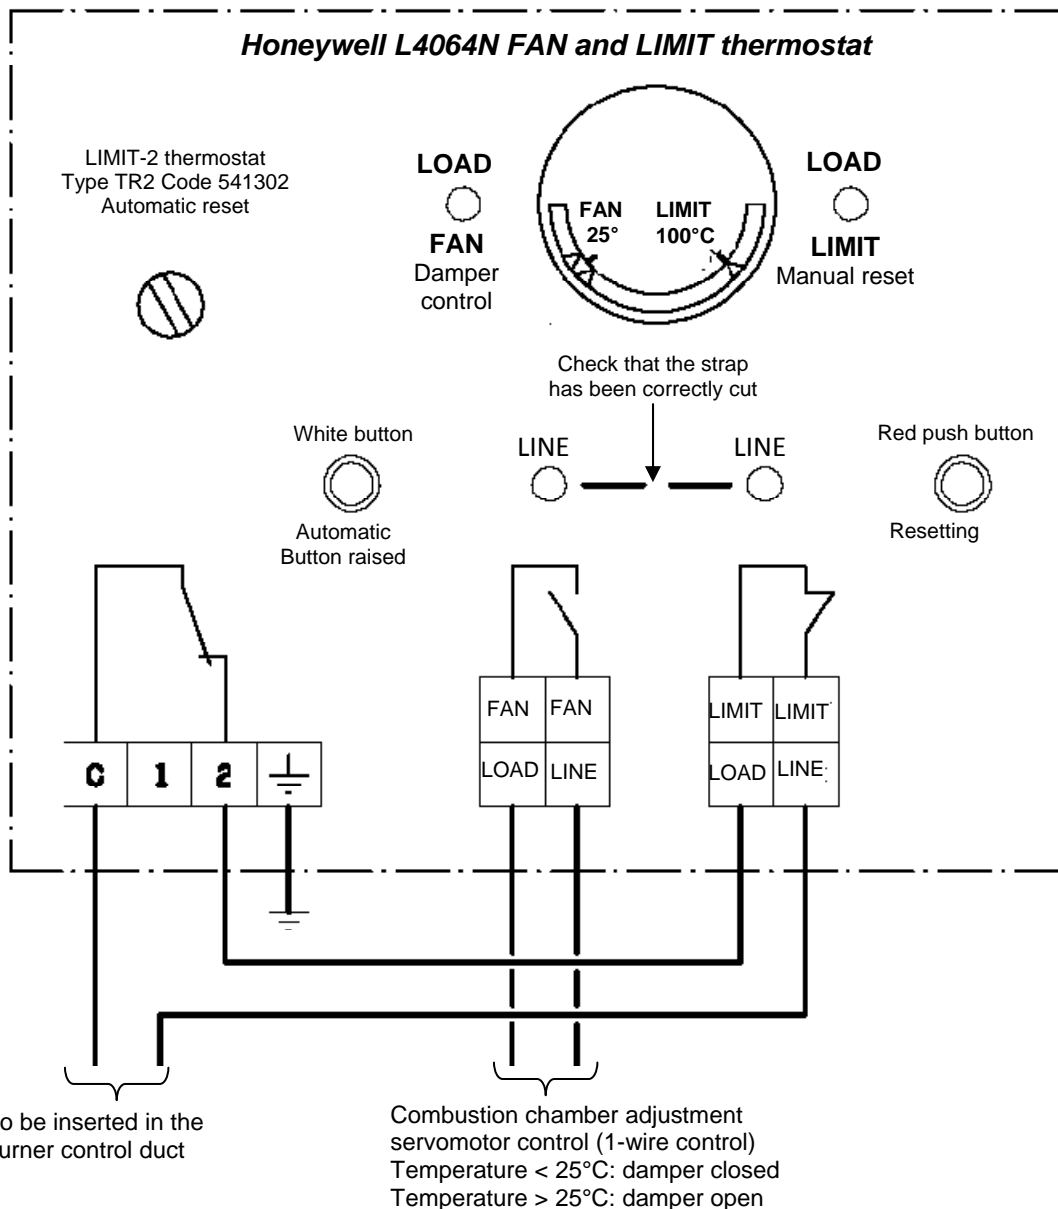 Honeywell L4064N FAN and LIMIT thermostat
LIMIT-2 thermostat
Type TR2 Code 541302
Automatic reset
LOAD
FAN
Damper
control
FAN
25°
LIMIT
100°C
LOAD
LIMIT
Manual reset
Check that the strap
has been correctly cut
White button
Automatic
Button raised
LINE
LINE
Red push button
Resetting
C
1
2
FAN
FAN
LOAD
LINE
LIMIT
LIMIT
LOAD
LINE
o be inserted in the
urner control duct
Combustion chamber adjustment
servomotor control (1-wire control)
Temperature < 25°C: damper closed
Temperature > 25°C: damper open